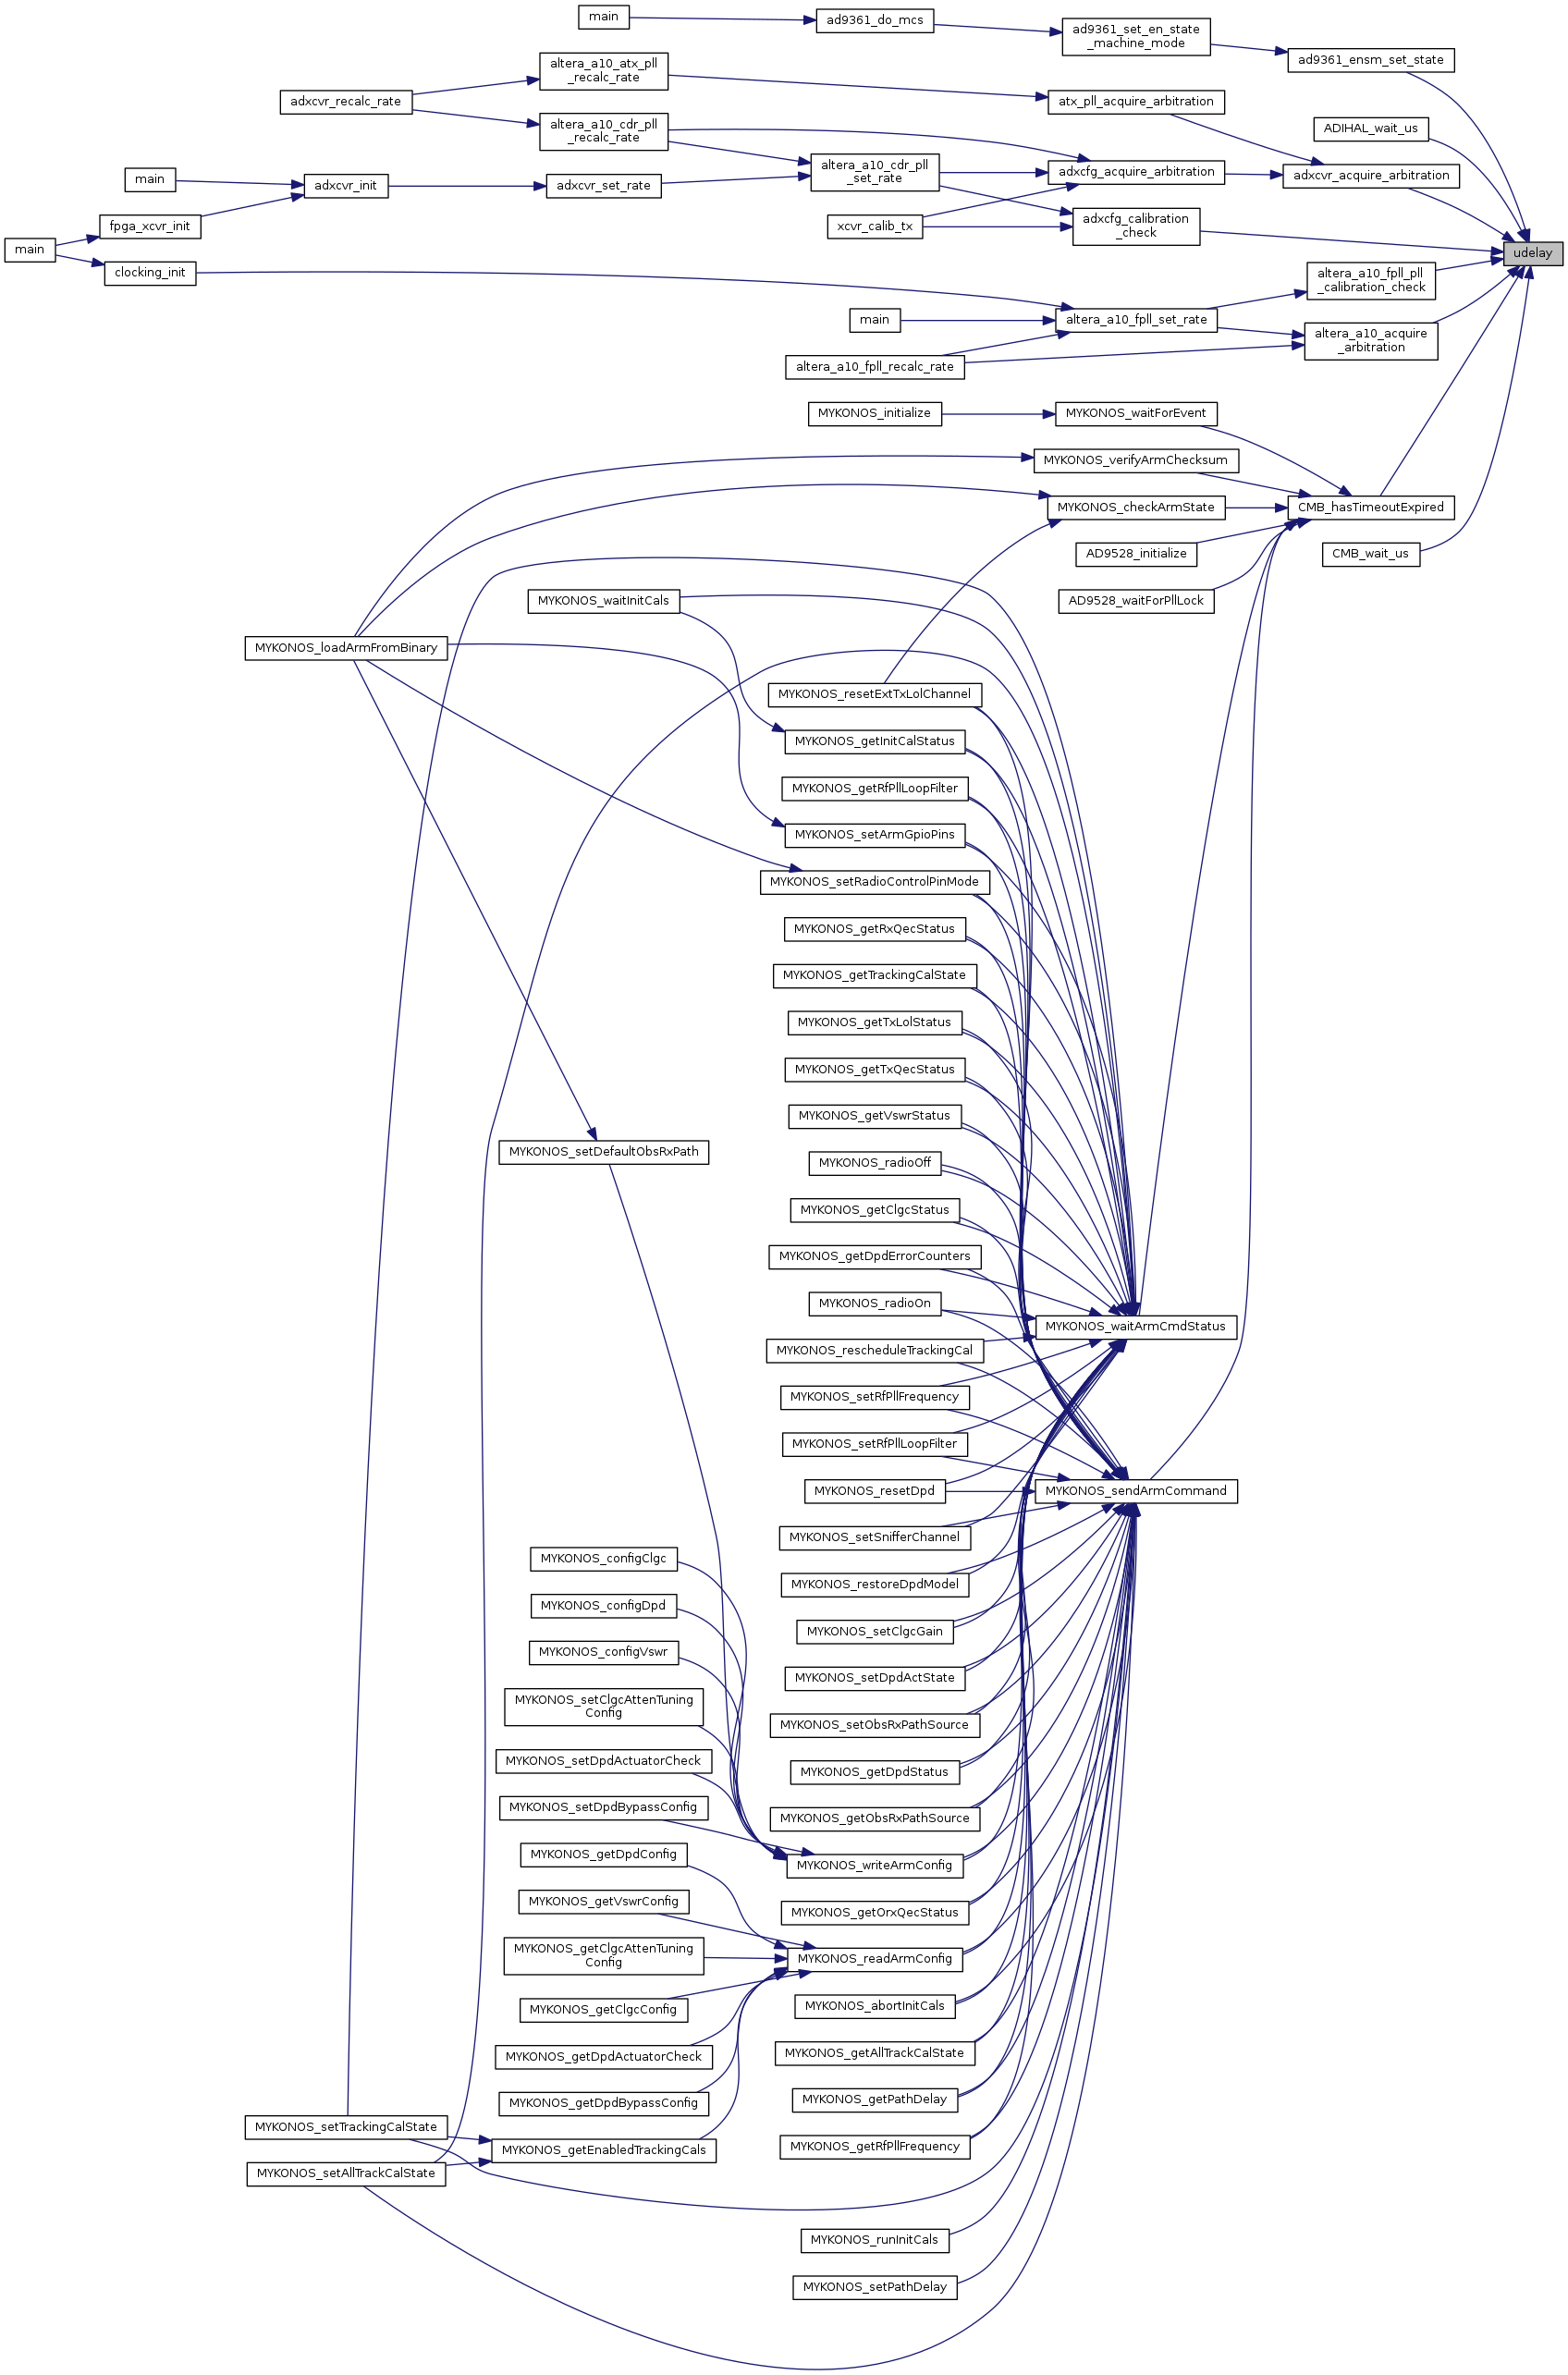 main
ad9361_do_mcs
ad9361_set_en_state
_machine_mode
ad9361_ensm_set_state
altera_a10_atx_pll
_recalc_rate
adxcvr_recalc_rate
atx_pll_acquire_arbitration
altera_a10_cdr_pll
_recalc_rate
ADIHAL_wait_us
altera_a10_cdr_pll
_set_rate
adxcfg_acquire_arbitration
adxcvr_acquire_arbitration
main
adxcvr_init
adxcvr_set_rate
fpga_xcvr_init
xcvr_calib_tx
adxcfg_calibration
_check
main
udelay
clocking_init
altera_a10_fpll_pll
_calibration_check
main
altera_a10_fpll_set_rate
altera_a10_acquire
_arbitration
altera_a10_fpll_recalc_rate
MYKONOS_initialize
MYKONOS_waitForEvent
MYKONOS_verifyArmChecksum
MYKONOS_checkArmState
CMB_hasTimeoutExpired
AD9528_initialize
CMB_wait_us
MYKONOS_waitInitCals
AD9528_waitForPllLock
MYKONOS_loadArmFromBinary
MYKONOS_resetExtTxLolChannel
MYKONOS_getInitCalStatus
MYKONOS_getRfPllLoopFilter
MYKONOS_setArmGpioPins
MYKONOS_setRadioControlPinMode
MYKONOS_getRxQecStatus
MYKONOS_getTrackingCalState
MYKONOS_getTxLolStatus
MYKONOS_getTxQecStatus
MYKONOS_getVswrStatus
MYKONOS_setDefaultObsRxPath
MYKONOS_radioOff
MYKONOS_getClgcStatus
MYKONOS_getDpdErrorCounters
MYKONOS_radioOn
MYKONOS_waitArmCmdStatus
MYKONOS_rescheduleTrackingCal
MYKONOS_setRfPllFrequency
MYKONOS_setRfPllLoopFilter
MYKONOS_resetDpd
MYKONOS_sendArmCommand
MYKONOS_setSnifferChannel
MYKONOS_configClgc
MYKONOS_restoreDpdModel
MYKONOS_configDpd
MYKONOS_setClgcGain
MYKONOS_configVswr
MYKONOS_setDpdActState
MYKONOS_setClgcAttenTuning
Config
MYKONOS_setObsRxPathSource
MYKONOS_setDpdActuatorCheck
MYKONOS_getDpdStatus
MYKONOS_setDpdBypassConfig
MYKONOS_getObsRxPathSource
MYKONOS_getDpdConfig
MYKONOS_writeArmConfig
MYKONOS_getVswrConfig
MYKONOS_getOrxQecStatus
MYKONOS_getClgcAttenTuning
Config
MYKONOS_readArmConfig
MYKONOS_getClgcConfig
MYKONOS_abortInitCals
MYKONOS_getDpdActuatorCheck
MYKONOS_getAllTrackCalState
MYKONOS_getDpdBypassConfig
MYKONOS_getPathDelay
MYKONOS_setTrackingCalState
MYKONOS_getEnabledTrackingCals
MYKONOS_getRfPllFrequency
MYKONOS_setAllTrackCalState
MYKONOS_runInitCals
MYKONOS_setPathDelay